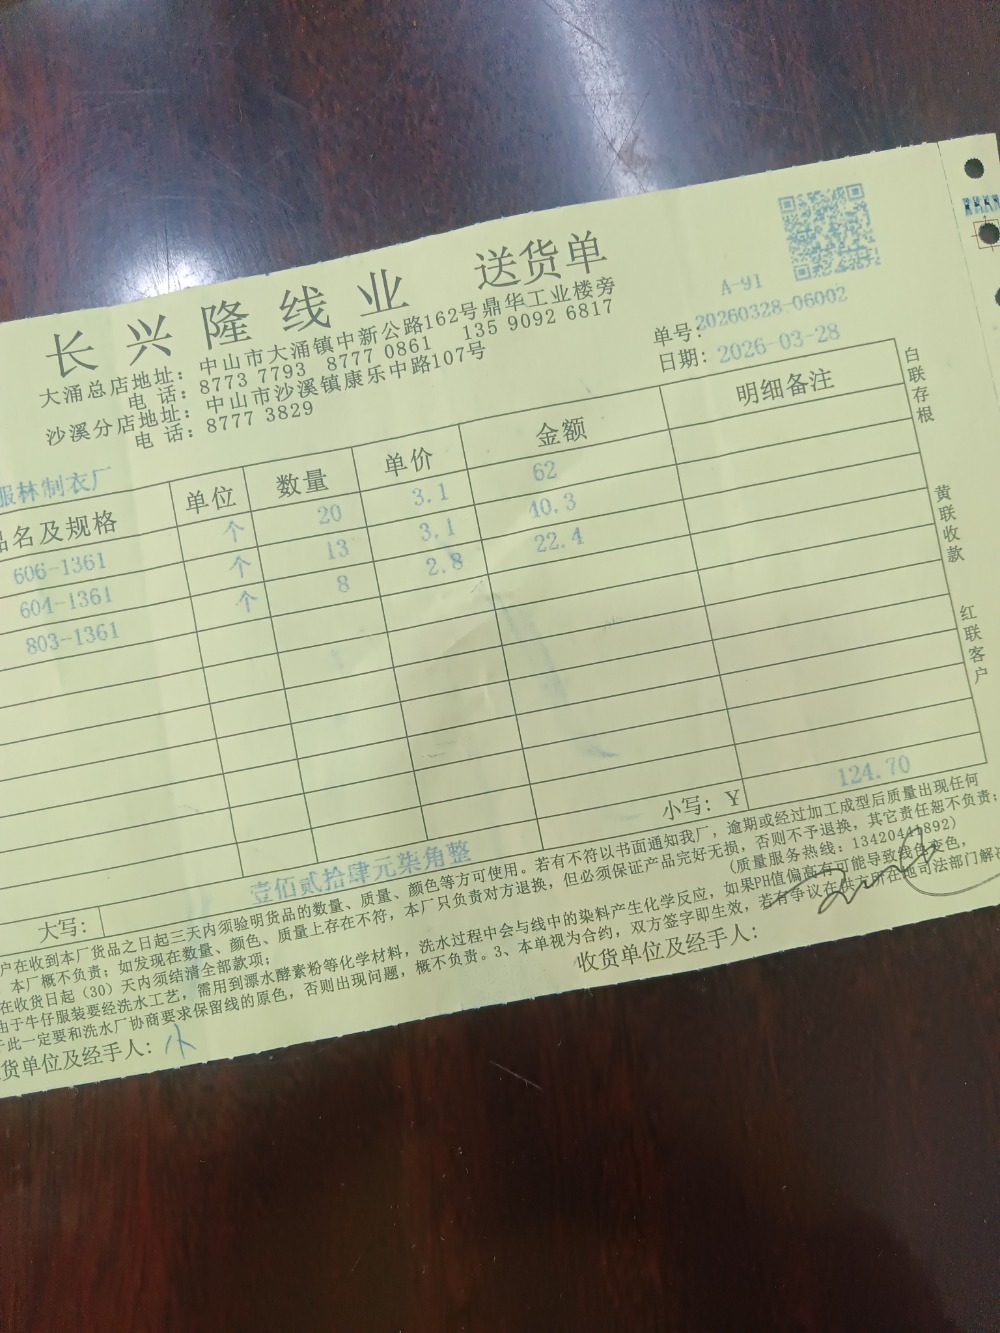 长兴隆线业 送货单
A-91
大涌总店地址：中山市大涌镇中新公路162号鼎华工业楼旁
单号：20260328-06002
电 话：8773 7793 8777 0861 135 9092 6817
日期：2026-03-28
沙溪分店地址：中山市沙溪镇康乐中路107号
电 话：8777 3829
服林制衣厂
品名及规格 单位 数量 单价 金额 明细备注
606-1361 个 20 3.1 62
604-1361 个 13 3.1 40.3
803-1361 个 8 2.8 22.4
白联存根
黄联收款
红联客户
大写： 壹佰贰拾肆元柒角整 小写：￥ 124.70
户在收到本厂货品之日起三天内须验明货品的数量、质量、颜色等方可使用。若有不符以书面通知我厂，逾期或经过加工成型后质量出现任何
本厂概不负责；如发现在数量、颜色、质量上存在不符，本厂只负责对方退换，但必须保证产品完好无损，否则不予退换，其它责任恕不负责；
在收货日起（30）天内须结清全部款项； (质量服务热线：13420441892)
由于牛仔服装要经洗水工艺，需用到漂水酵素粉等化学材料，洗水过程中会与线中的染料产生化学反应，如果PH值偏高有可能导致线色变色，
于此一定要和洗水厂协商要求保留线的原色，否则出现问题，概不负责。3、本单视为合约，双方签字即生效，若有争议在供方所在地司法部门解决
货单位及经手人： 收货单位及经手人：